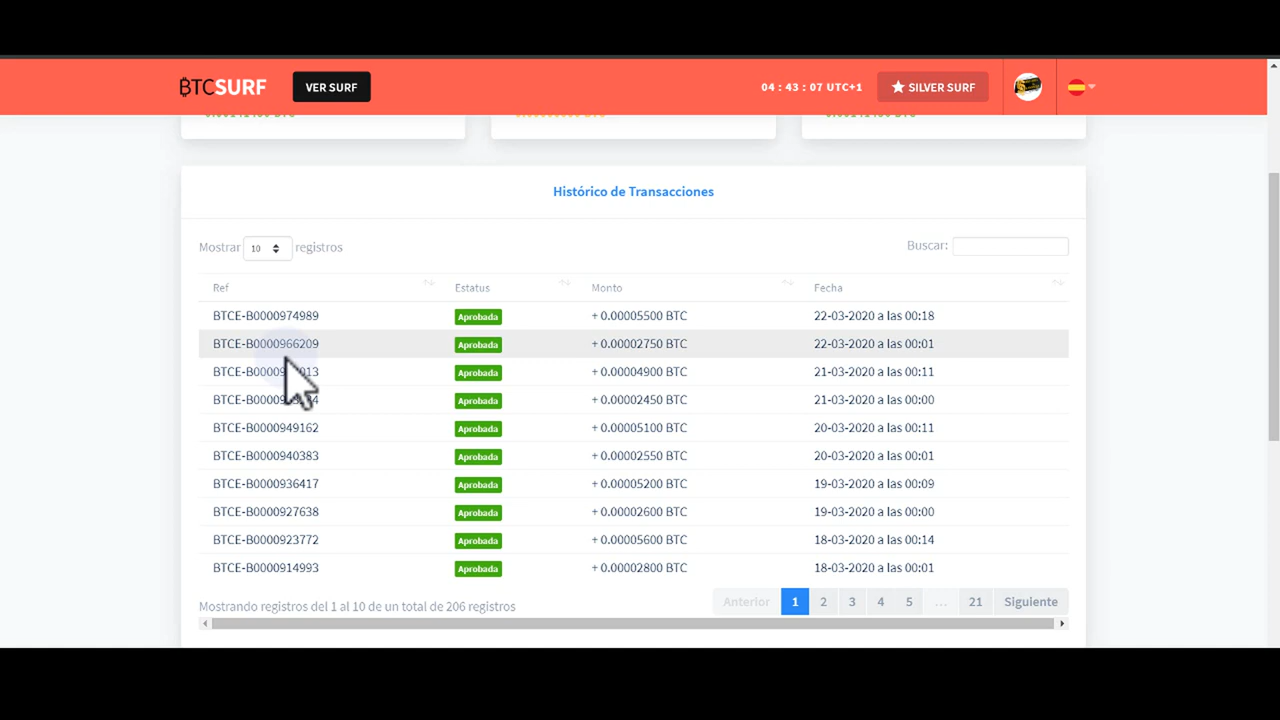 ₿TCSURF VER SURF 04 : 43 : 07 UTC+1 SILVER SURF
Histórico de Transacciones
Mostrar 10 registros Buscar:
Ref Estatus Monto Fecha
BTCE-B0000974989 Aprobada + 0.00005500 BTC 22-03-2020 a las 00:18
BTCE-B0000966209 Aprobada + 0.00002750 BTC 22-03-2020 a las 00:01
Aprobada + 0.00004900 BTC 21-03-2020 a las 00:11
Aprobada + 0.00002450 BTC 21-03-2020 a las 00:00
BTCE-B0000949162 Aprobada + 0.00005100 BTC 20-03-2020 a las 00:11
BTCE-B0000940383 Aprobada + 0.00002550 BTC 20-03-2020 a las 00:01
BTCE-B0000936417 Aprobada + 0.00005200 BTC 19-03-2020 a las 00:09
BTCE-B0000927638 Aprobada + 0.00002600 BTC 19-03-2020 a las 00:00
BTCE-B0000923772 Aprobada + 0.00005600 BTC 18-03-2020 a las 00:14
BTCE-B0000914993 Aprobada + 0.00002800 BTC 18-03-2020 a las 00:01
Mostrando registros del 1 al 10 de un total de 206 registros Anterior 1 2 3 4 5 … 21 Siguiente